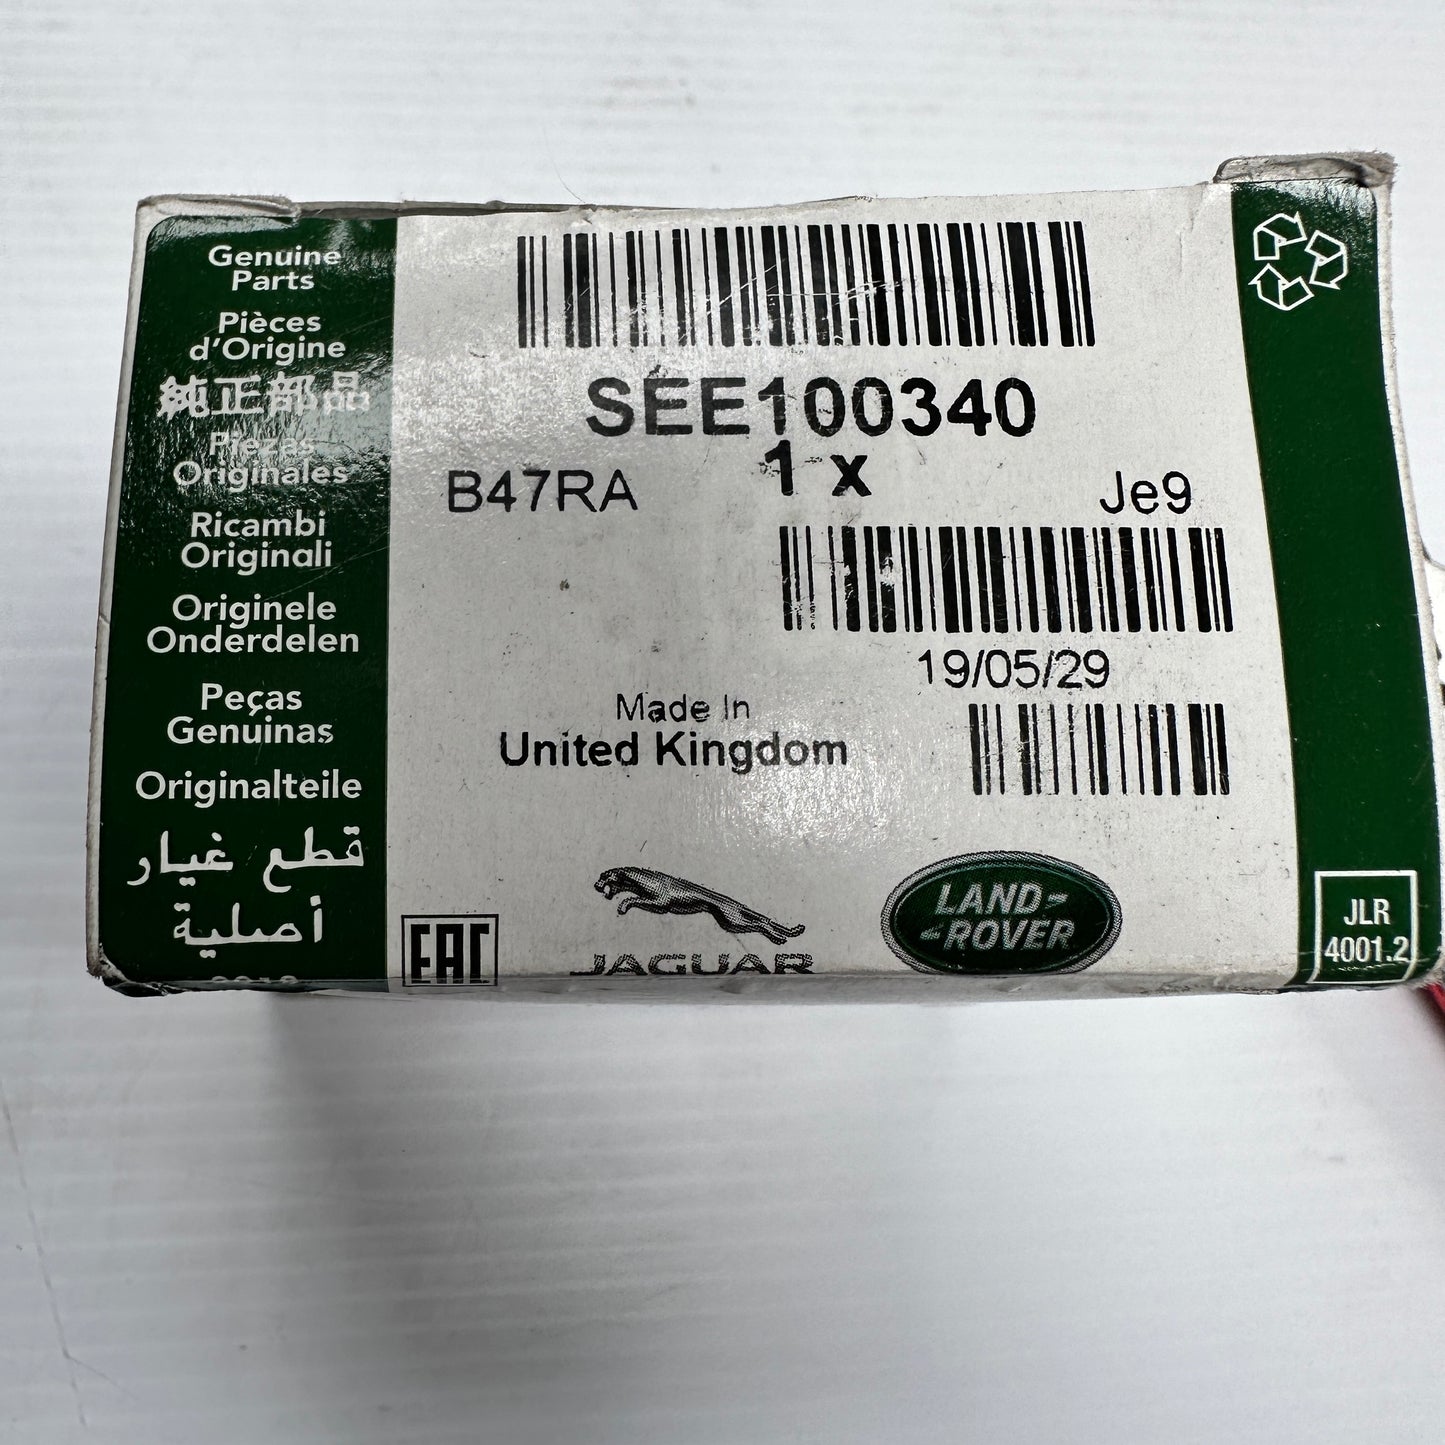 Genuine
Parts
Pièces
d'Origine
純正部品
Piezas
Originales
Ricambi
Originali
Originele
Onderdelen
Peças
Genuinas
Originalteile
قطع غيار
أصلية
SEE100340
1 x
B47RA
Je9
19/05/29
Made In
United Kingdom
EAC
JAGUAR
LAND-
-ROVER
JLR
4001.2